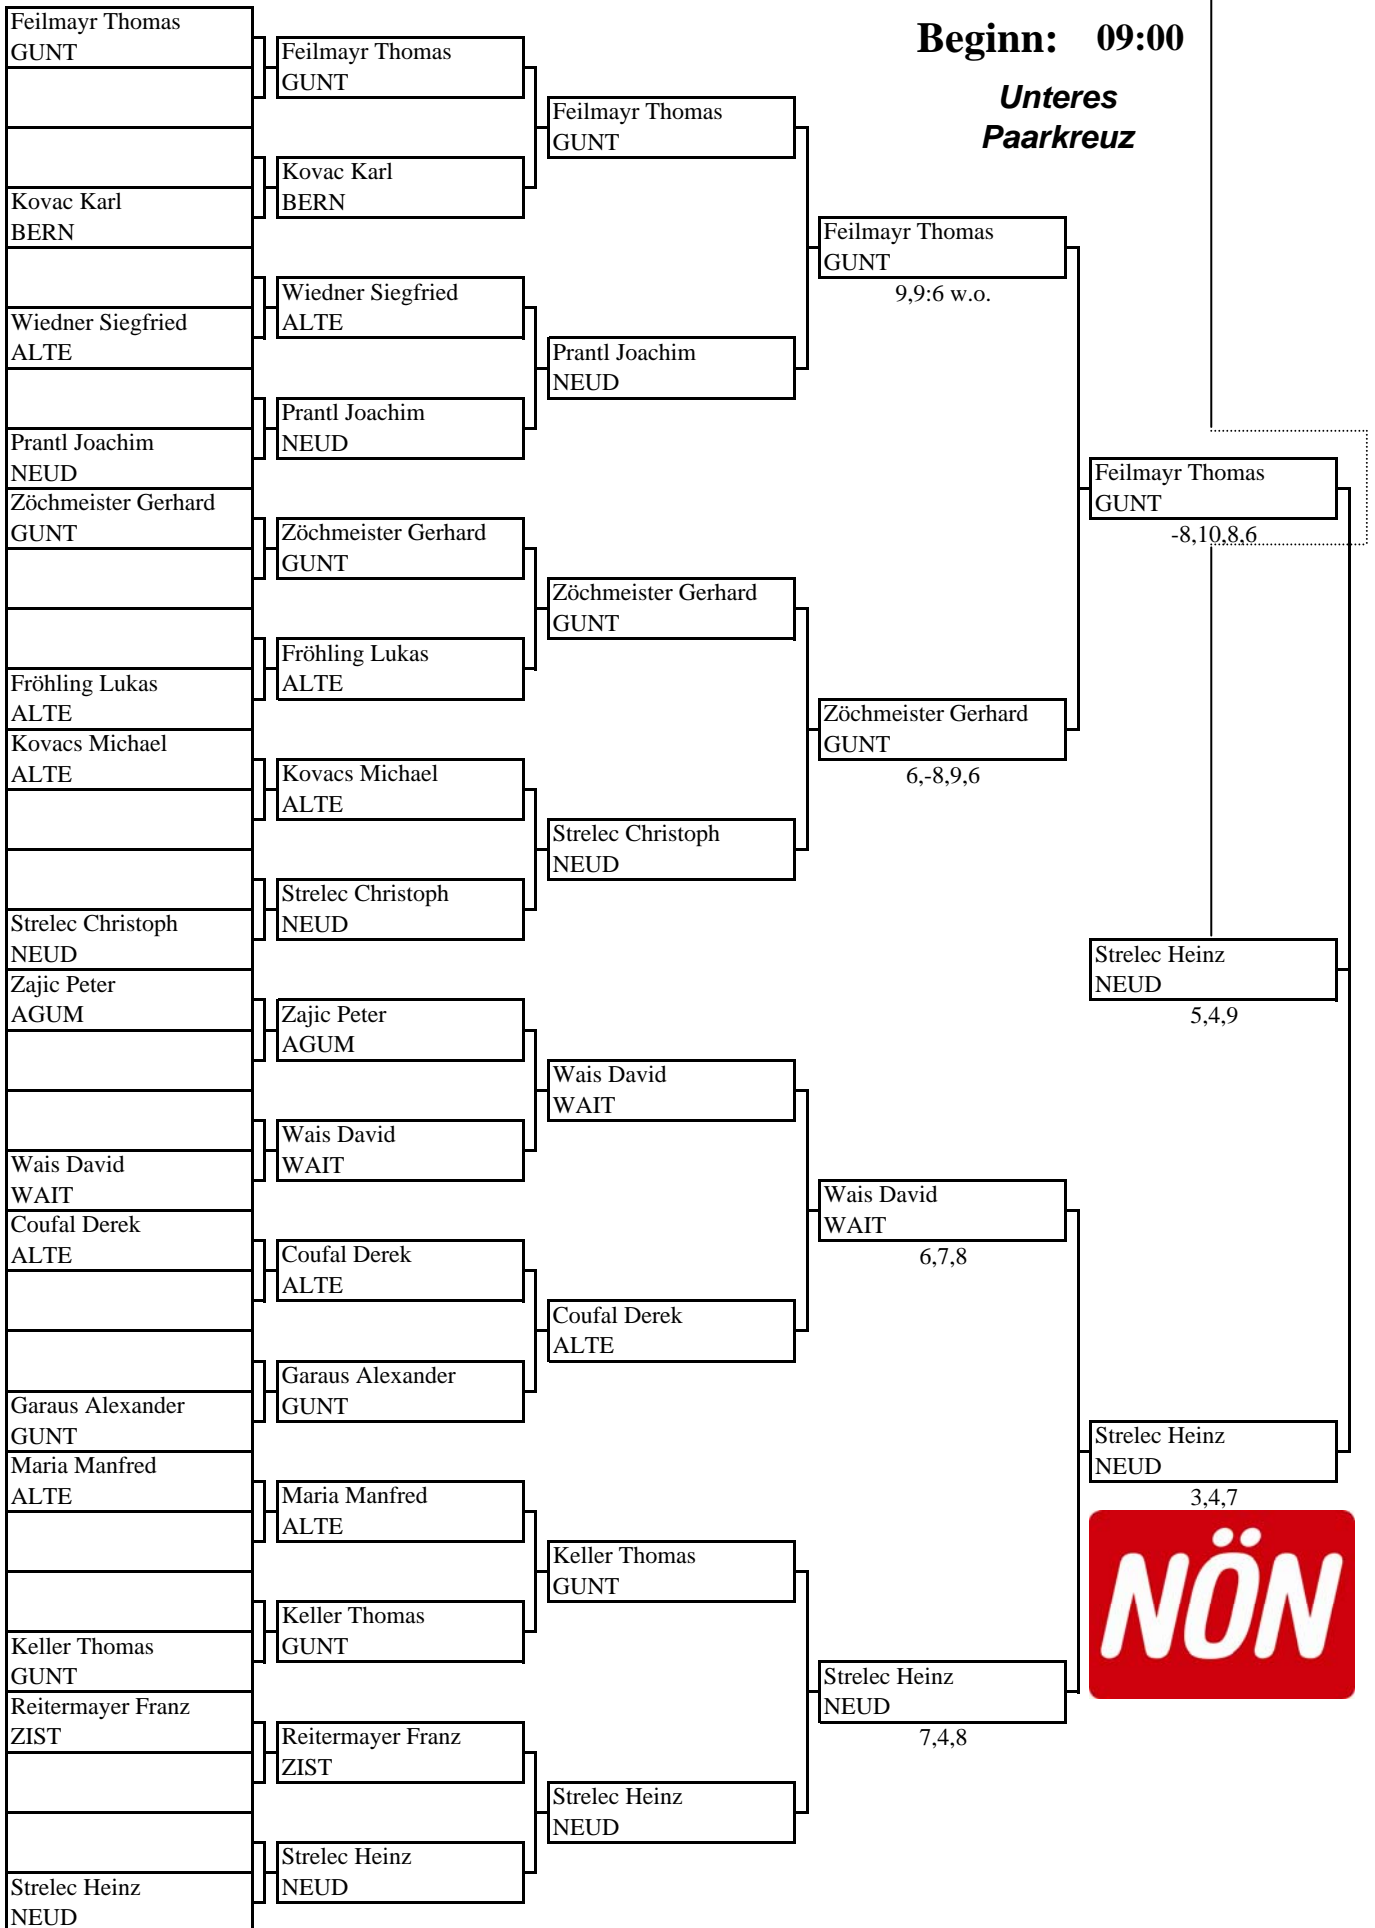 Beginn: 09:00
Unteres
Paarkreuz
Feilmayr Thomas
GUNT
Kovac Karl
BERN
Wiedner Siegfried
ALTE
Prantl Joachim
NEUD
Zöchmeister Gerhard
GUNT
Fröhling Lukas
ALTE
Kovacs Michael
ALTE
Strelec Christoph
NEUD
Zajic Peter
AGUM
Wais David
WAIT
Coufal Derek
ALTE
Garaus Alexander
GUNT
Maria Manfred
ALTE
Keller Thomas
GUNT
Reitermayer Franz
ZIST
Strelec Heinz
NEUD
Feilmayr Thomas
GUNT
Kovac Karl
BERN
Wiedner Siegfried
ALTE
Prantl Joachim
NEUD
Zöchmeister Gerhard
GUNT
Fröhling Lukas
ALTE
Kovacs Michael
ALTE
Strelec Christoph
NEUD
Zajic Peter
AGUM
Wais David
WAIT
Coufal Derek
ALTE
Garaus Alexander
GUNT
Maria Manfred
ALTE
Keller Thomas
GUNT
Reitermayer Franz
ZIST
Strelec Heinz
NEUD
Feilmayr Thomas
GUNT
Prantl Joachim
NEUD
Zöchmeister Gerhard
GUNT
Strelec Christoph
NEUD
Wais David
WAIT
Coufal Derek
ALTE
Keller Thomas
GUNT
Strelec Heinz
NEUD
Feilmayr Thomas
GUNT
9,9:6 w.o.
Zöchmeister Gerhard
GUNT
6,-8,9,6
Wais David
WAIT
6,7,8
Strelec Heinz
NEUD
7,4,8
Feilmayr Thomas
GUNT
-8,10,8,6
Strelec Heinz
NEUD
5,4,9
Strelec Heinz
NEUD
3,4,7
NÖN